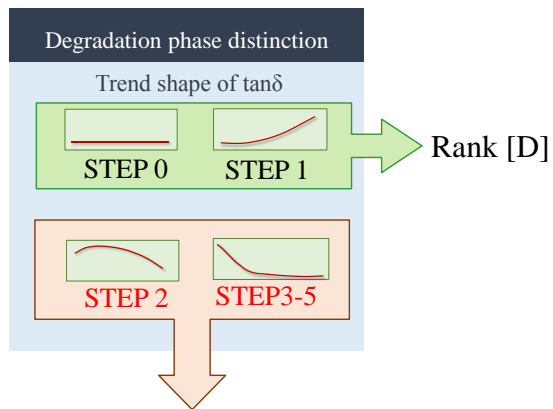 Degradation phase distinction
Trend shape of tanδ
STEP 0
STEP 1
Rank [D]
STEP 2
STEP3-5